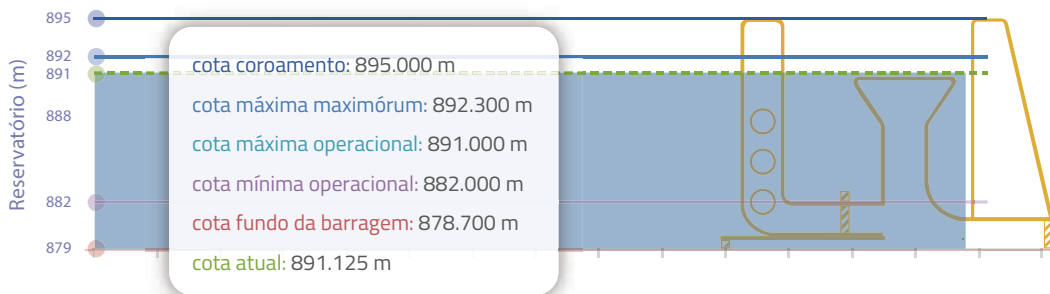 Reservatório (m)
895
892
891
888
882
879
cota coroamento: 895.000 m
cota máxima maximórum: 892.300 m
cota máxima operacional: 891.000 m
cota mínima operacional: 882.000 m
cota fundo da barragem: 878.700 m
cota atual: 891.125 m